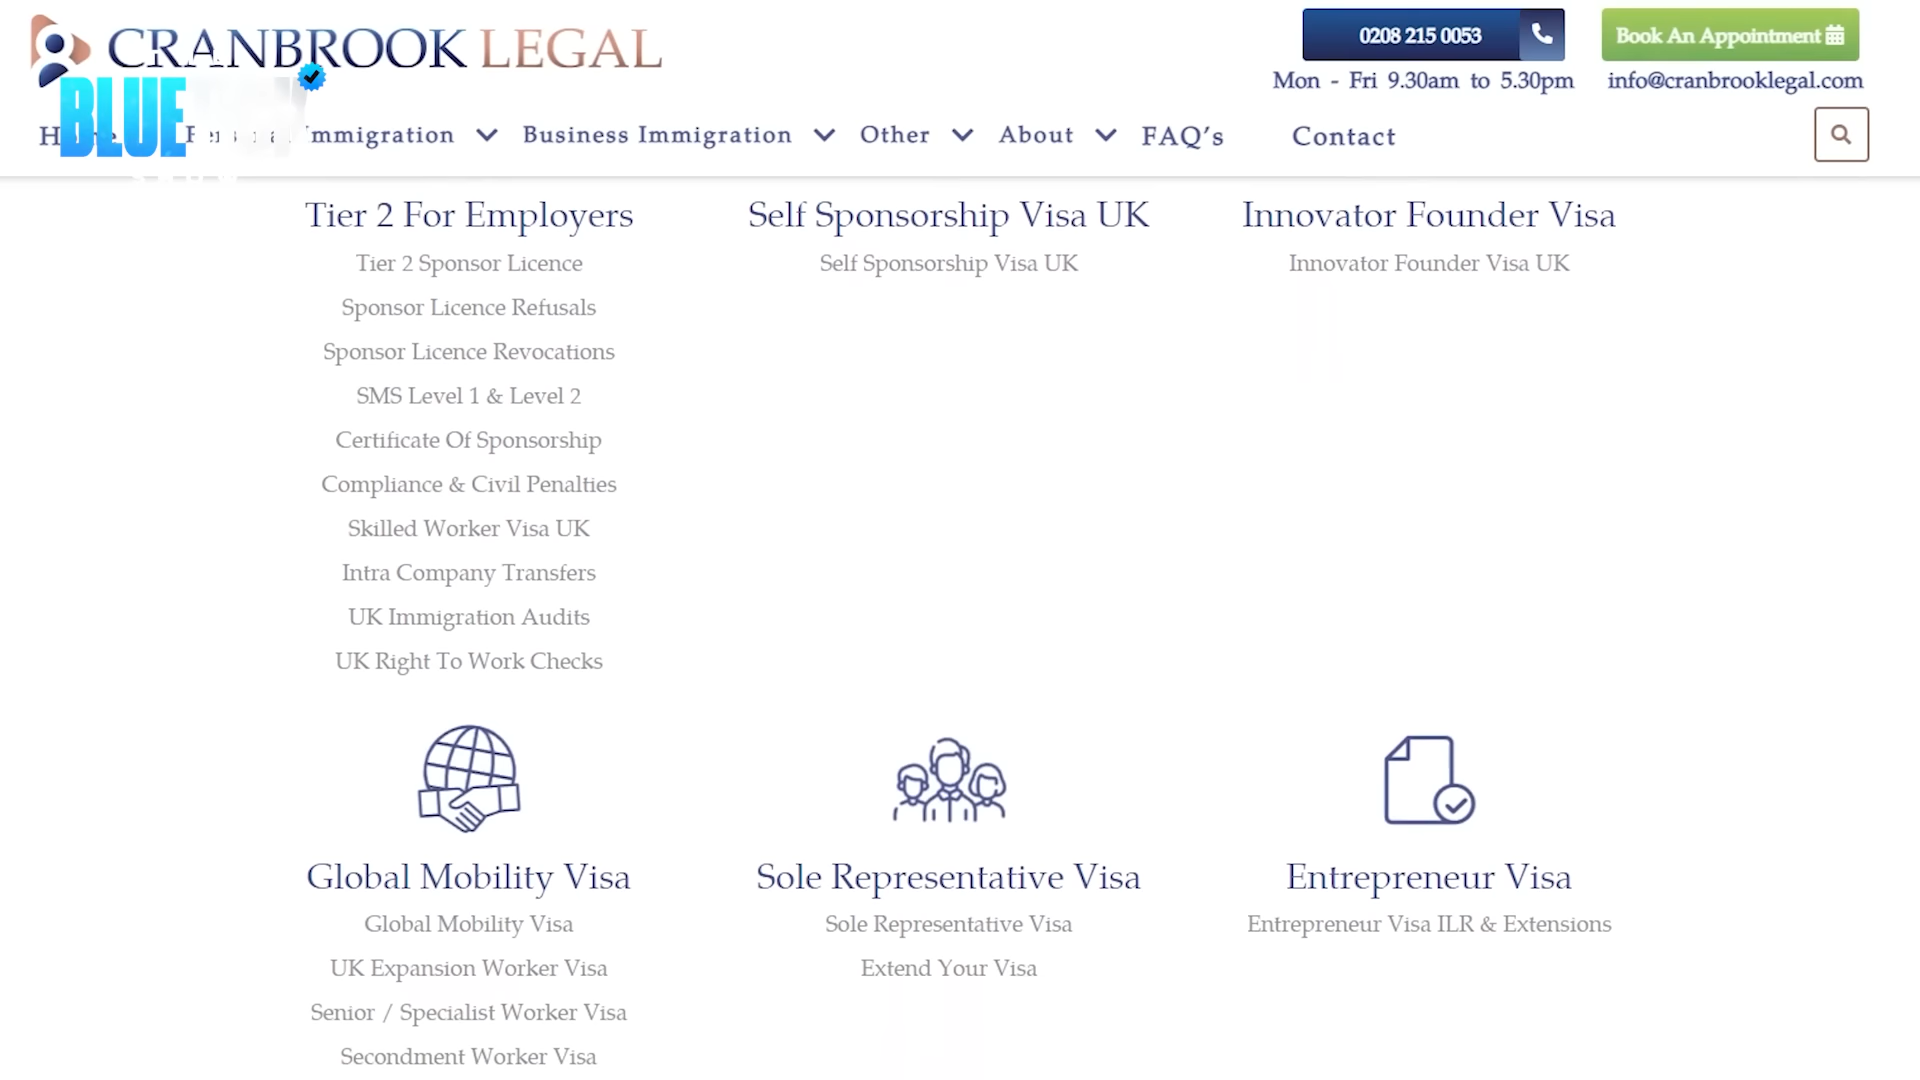 CRANBROOK LEGAL
0208 215 0053
Book An Appointment
Mon - Fri 9.30am to 5.30pm
info@cranbrooklegal.com
BLUE
Immigration
Business Immigration
Other
About
FAQ's
Contact
Tier 2 For Employers
Tier 2 Sponsor Licence
Sponsor Licence Refusals
Sponsor Licence Revocations
SMS Level 1 & Level 2
Certificate Of Sponsorship
Compliance & Civil Penalties
Skilled Worker Visa UK
Intra Company Transfers
UK Immigration Audits
UK Right To Work Checks
Self Sponsorship Visa UK
Self Sponsorship Visa UK
Innovator Founder Visa
Innovator Founder Visa UK
Global Mobility Visa
Global Mobility Visa
UK Expansion Worker Visa
Senior / Specialist Worker Visa
Secondment Worker Visa
Sole Representative Visa
Sole Representative Visa
Extend Your Visa
Entrepreneur Visa
Entrepreneur Visa ILR & Extensions